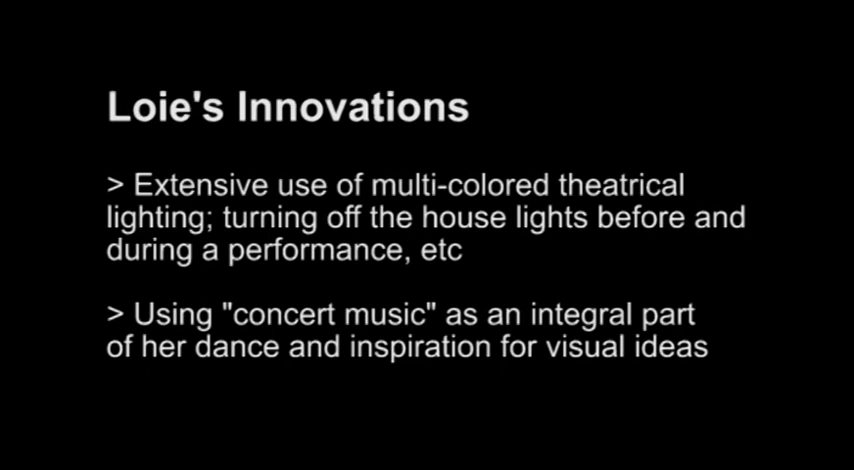 Loie's Innovations
> Extensive use of multi-colored theatrical
lighting; turning off the house lights before and
during a performance, etc
> Using "concert music" as an integral part
of her dance and inspiration for visual ideas